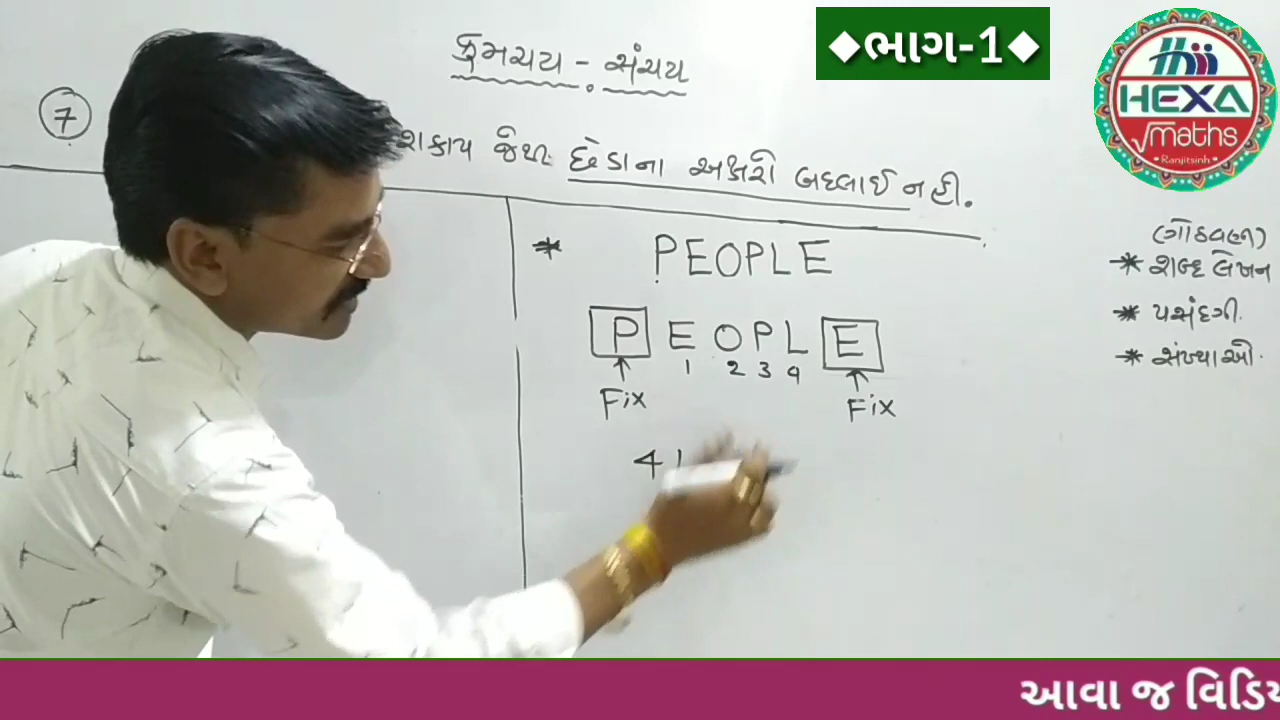 ◆ભાગ-1◆
ક્રમચય - સંચય
HEXA
maths
Ranjitsinh
7
શકાય જેથી છેડાના અક્ષરો બદલાઈ નહી.
* PEOPLE
P E O P L E
1 2 3 4
Fix Fix
4!
(ગોઠવણ)
* શબ્દ લેખન
* પસંદગી.
* સંખ્યાઓ.
આવા જ